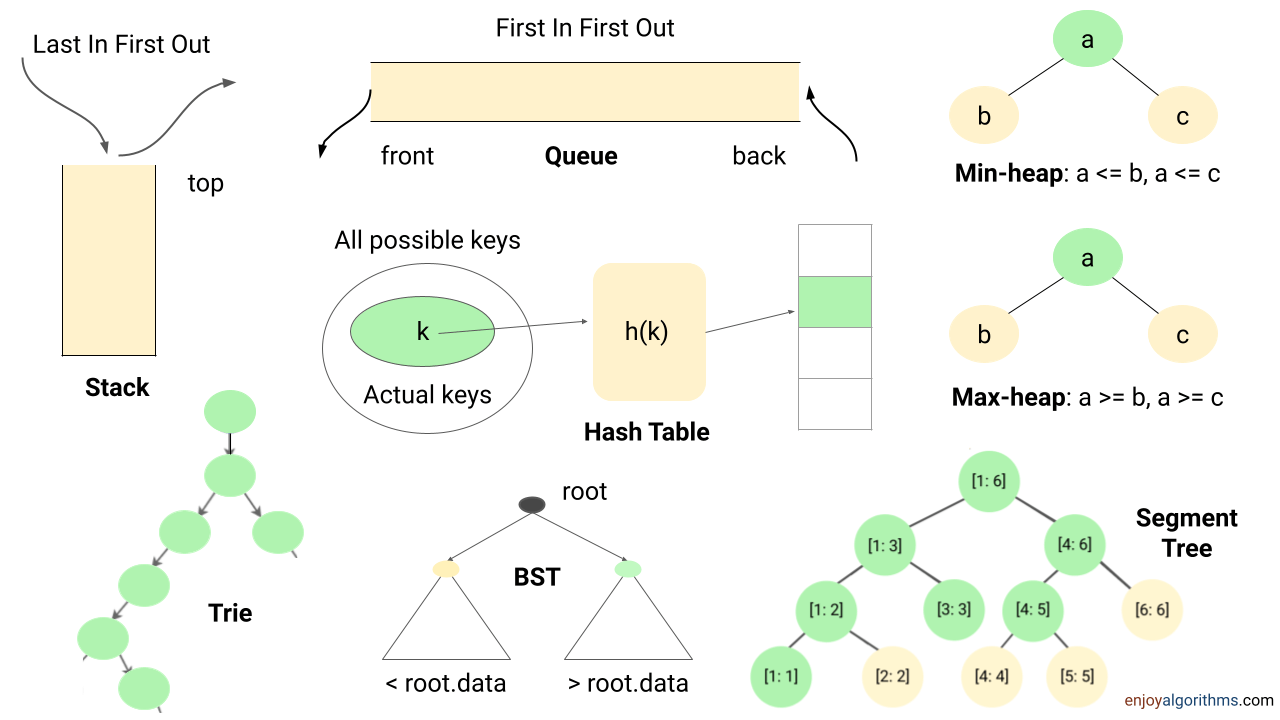 Last In First Out
top
Stack
First In First Out
front
Queue
back
a
b
c
Min-heap: a <= b, a <= c
All possible keys
k
Actual keys
h(k)
Hash Table
a
b
c
Max-heap: a >= b, a >= c
Trie
root
BST
< root.data
> root.data
[1: 6]
[1: 3]
[4: 6]
Segment
Tree
[1: 2]
[3: 3]
[4: 5]
[6: 6]
[1: 1]
[2: 2]
[4: 4]
[5: 5]
enjoyalgorithms.com